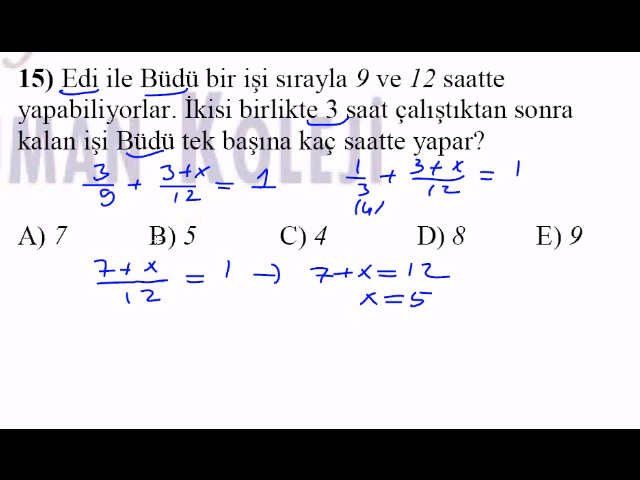 15) Edi ile Büdü bir işi sırayla 9 ve 12 saatte
yapabiliyorlar. İkisi birlikte 3 saat çalıştıktan sonra
kalan işi Büdü tek başına kaç saatte yapar?
3/9 + (3+x)/12 = 1    1/3 + (3+x)/12 = 1
(4)
A) 7 B) 5 C) 4 D) 8 E) 9
(7+x)/12 = 1 → 7+x=12
x=5
UMAN KOLEJİ